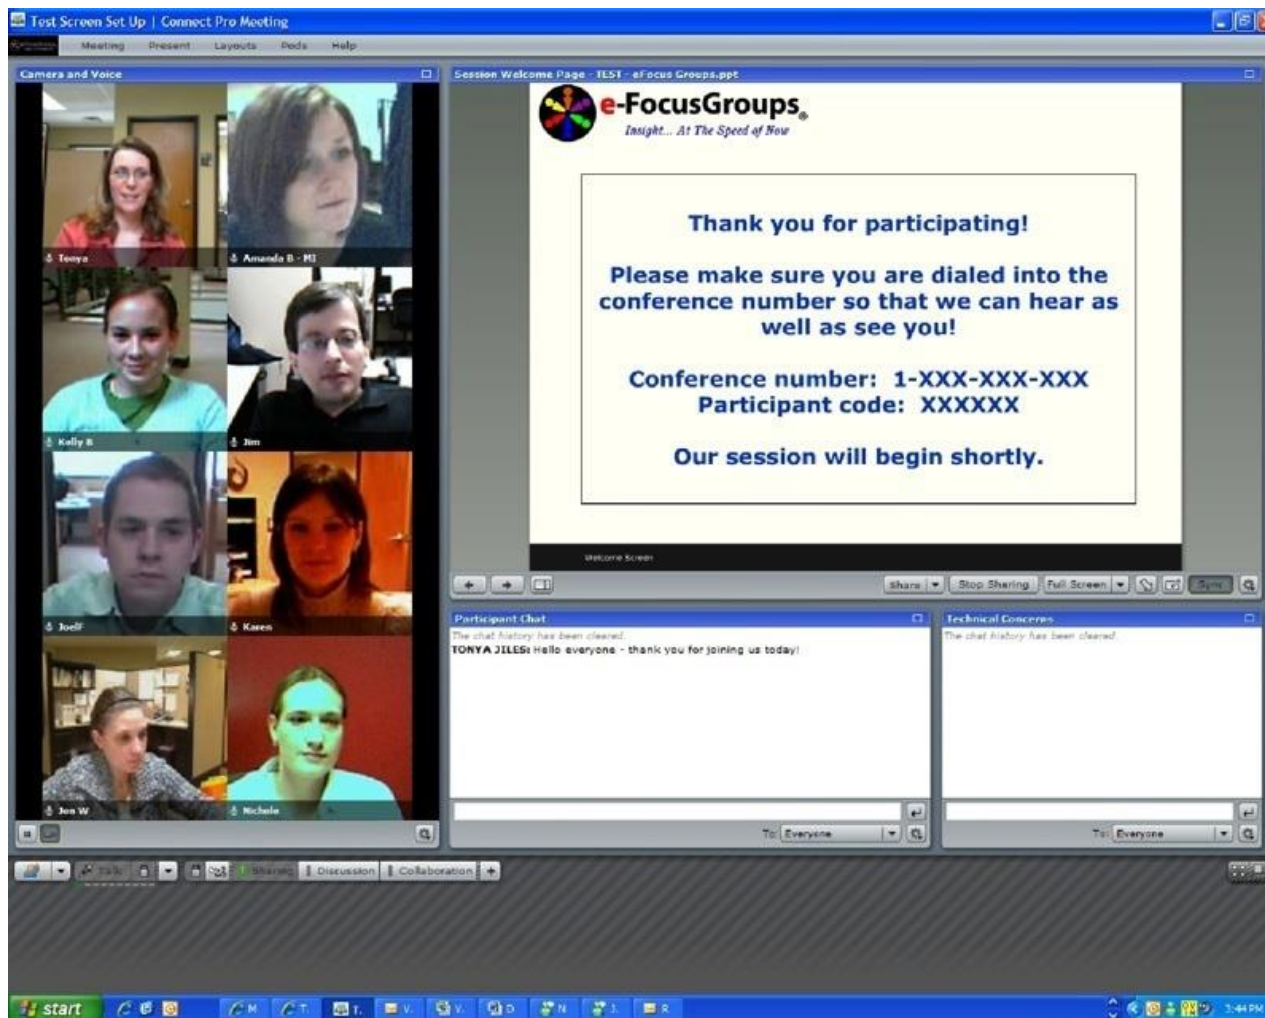 Test Screen Set Up | Connect Pro Meeting
Meeting Present Layouts Pods Help
Camera and Voice
Tonya
Amanda B - MI
Kelly B
Jim
JoelF
Karen
Jen W
Nichole
Session Welcome Page - TEST - eFocus Groups.ppt
e-FocusGroups®
Insight... At The Speed of Now
Thank you for participating!
Please make sure you are dialed into the
conference number so that we can hear as
well as see you!
Conference number: 1-XXX-XXX-XXX
Participant code: XXXXXX
Our session will begin shortly.
Welcome Screen
Share Stop Sharing Full Screen Sync
Participant Chat
The chat history has been cleared.
TONYA JILES: Hello everyone - thank you for joining us today!
To: Everyone
Technical Concerns
The chat history has been cleared.
To: Everyone
Talk Sharing Discussion Collaboration +
start M T. T. V. V. D N J. R 3:44 PM